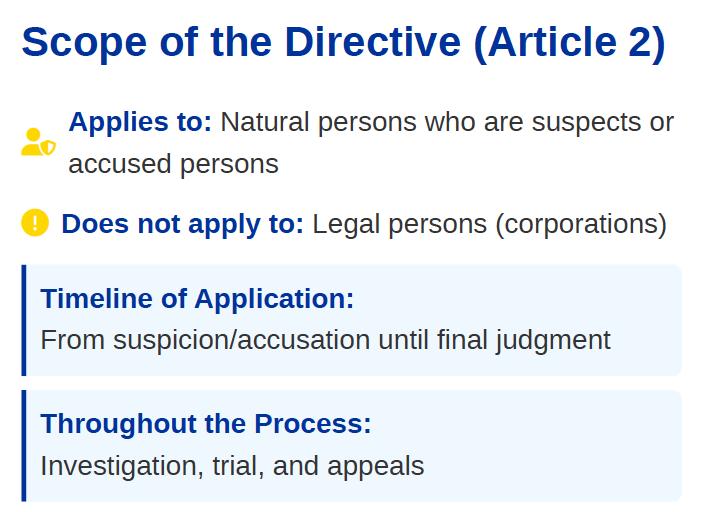 Scope of the Directive (Article 2)
Applies to: Natural persons who are suspects or
accused persons
Does not apply to: Legal persons (corporations)
Timeline of Application:
From suspicion/accusation until final judgment
Throughout the Process:
Investigation, trial, and appeals